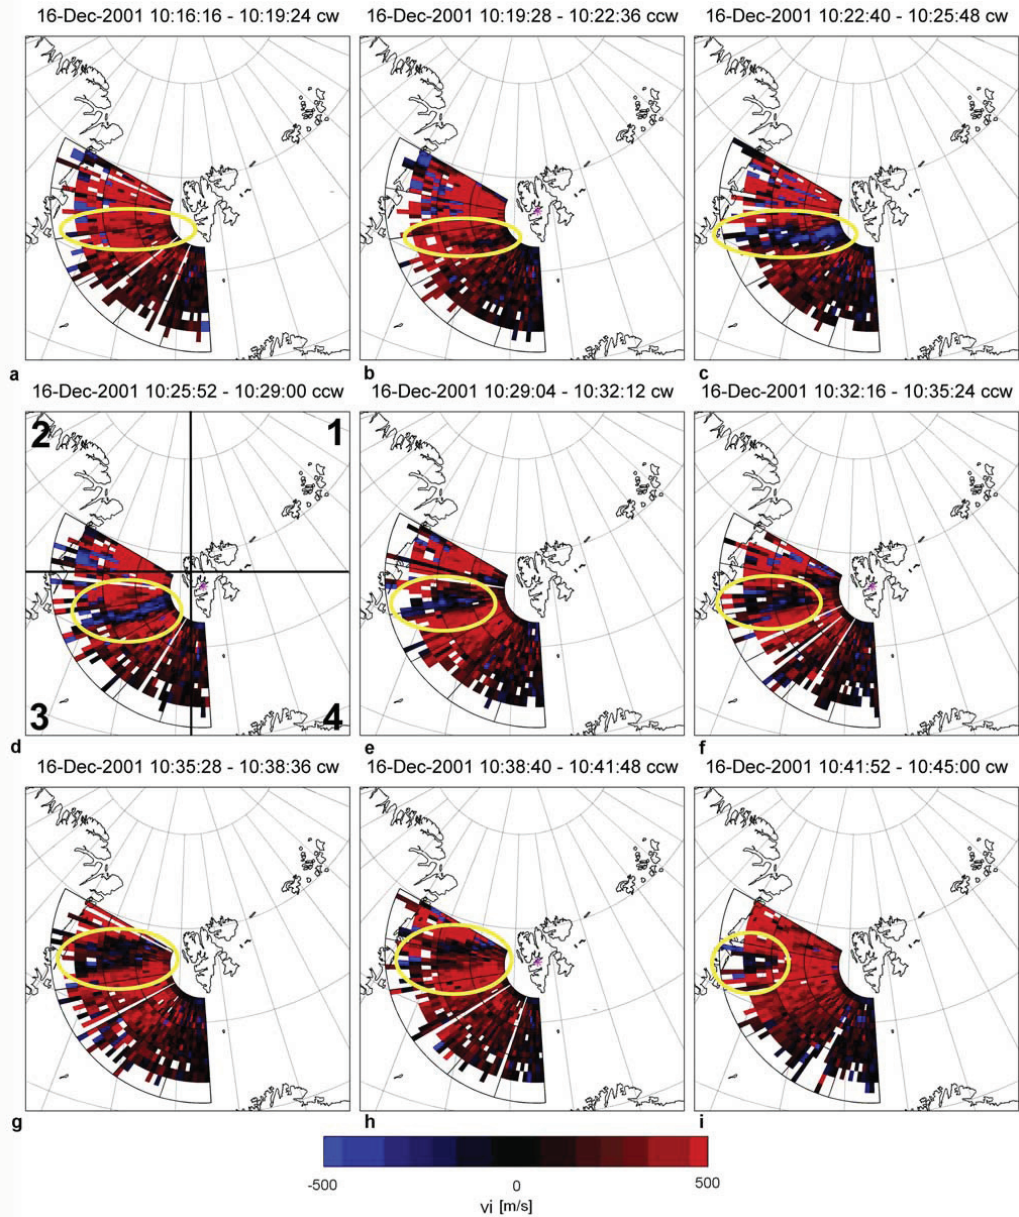 16-Dec-2001 10:16:16 - 10:19:24 cw
16-Dec-2001 10:19:28 - 10:22:36 ccw
16-Dec-2001 10:22:40 - 10:25:48 cw
a
b
c
16-Dec-2001 10:25:52 - 10:29:00 ccw
16-Dec-2001 10:29:04 - 10:32:12 cw
16-Dec-2001 10:32:16 - 10:35:24 ccw
2
1
3
4
d
e
f
16-Dec-2001 10:35:28 - 10:38:36 cw
16-Dec-2001 10:38:40 - 10:41:48 ccw
16-Dec-2001 10:41:52 - 10:45:00 cw
g
h
i
-500
0
500
vi [m/s]